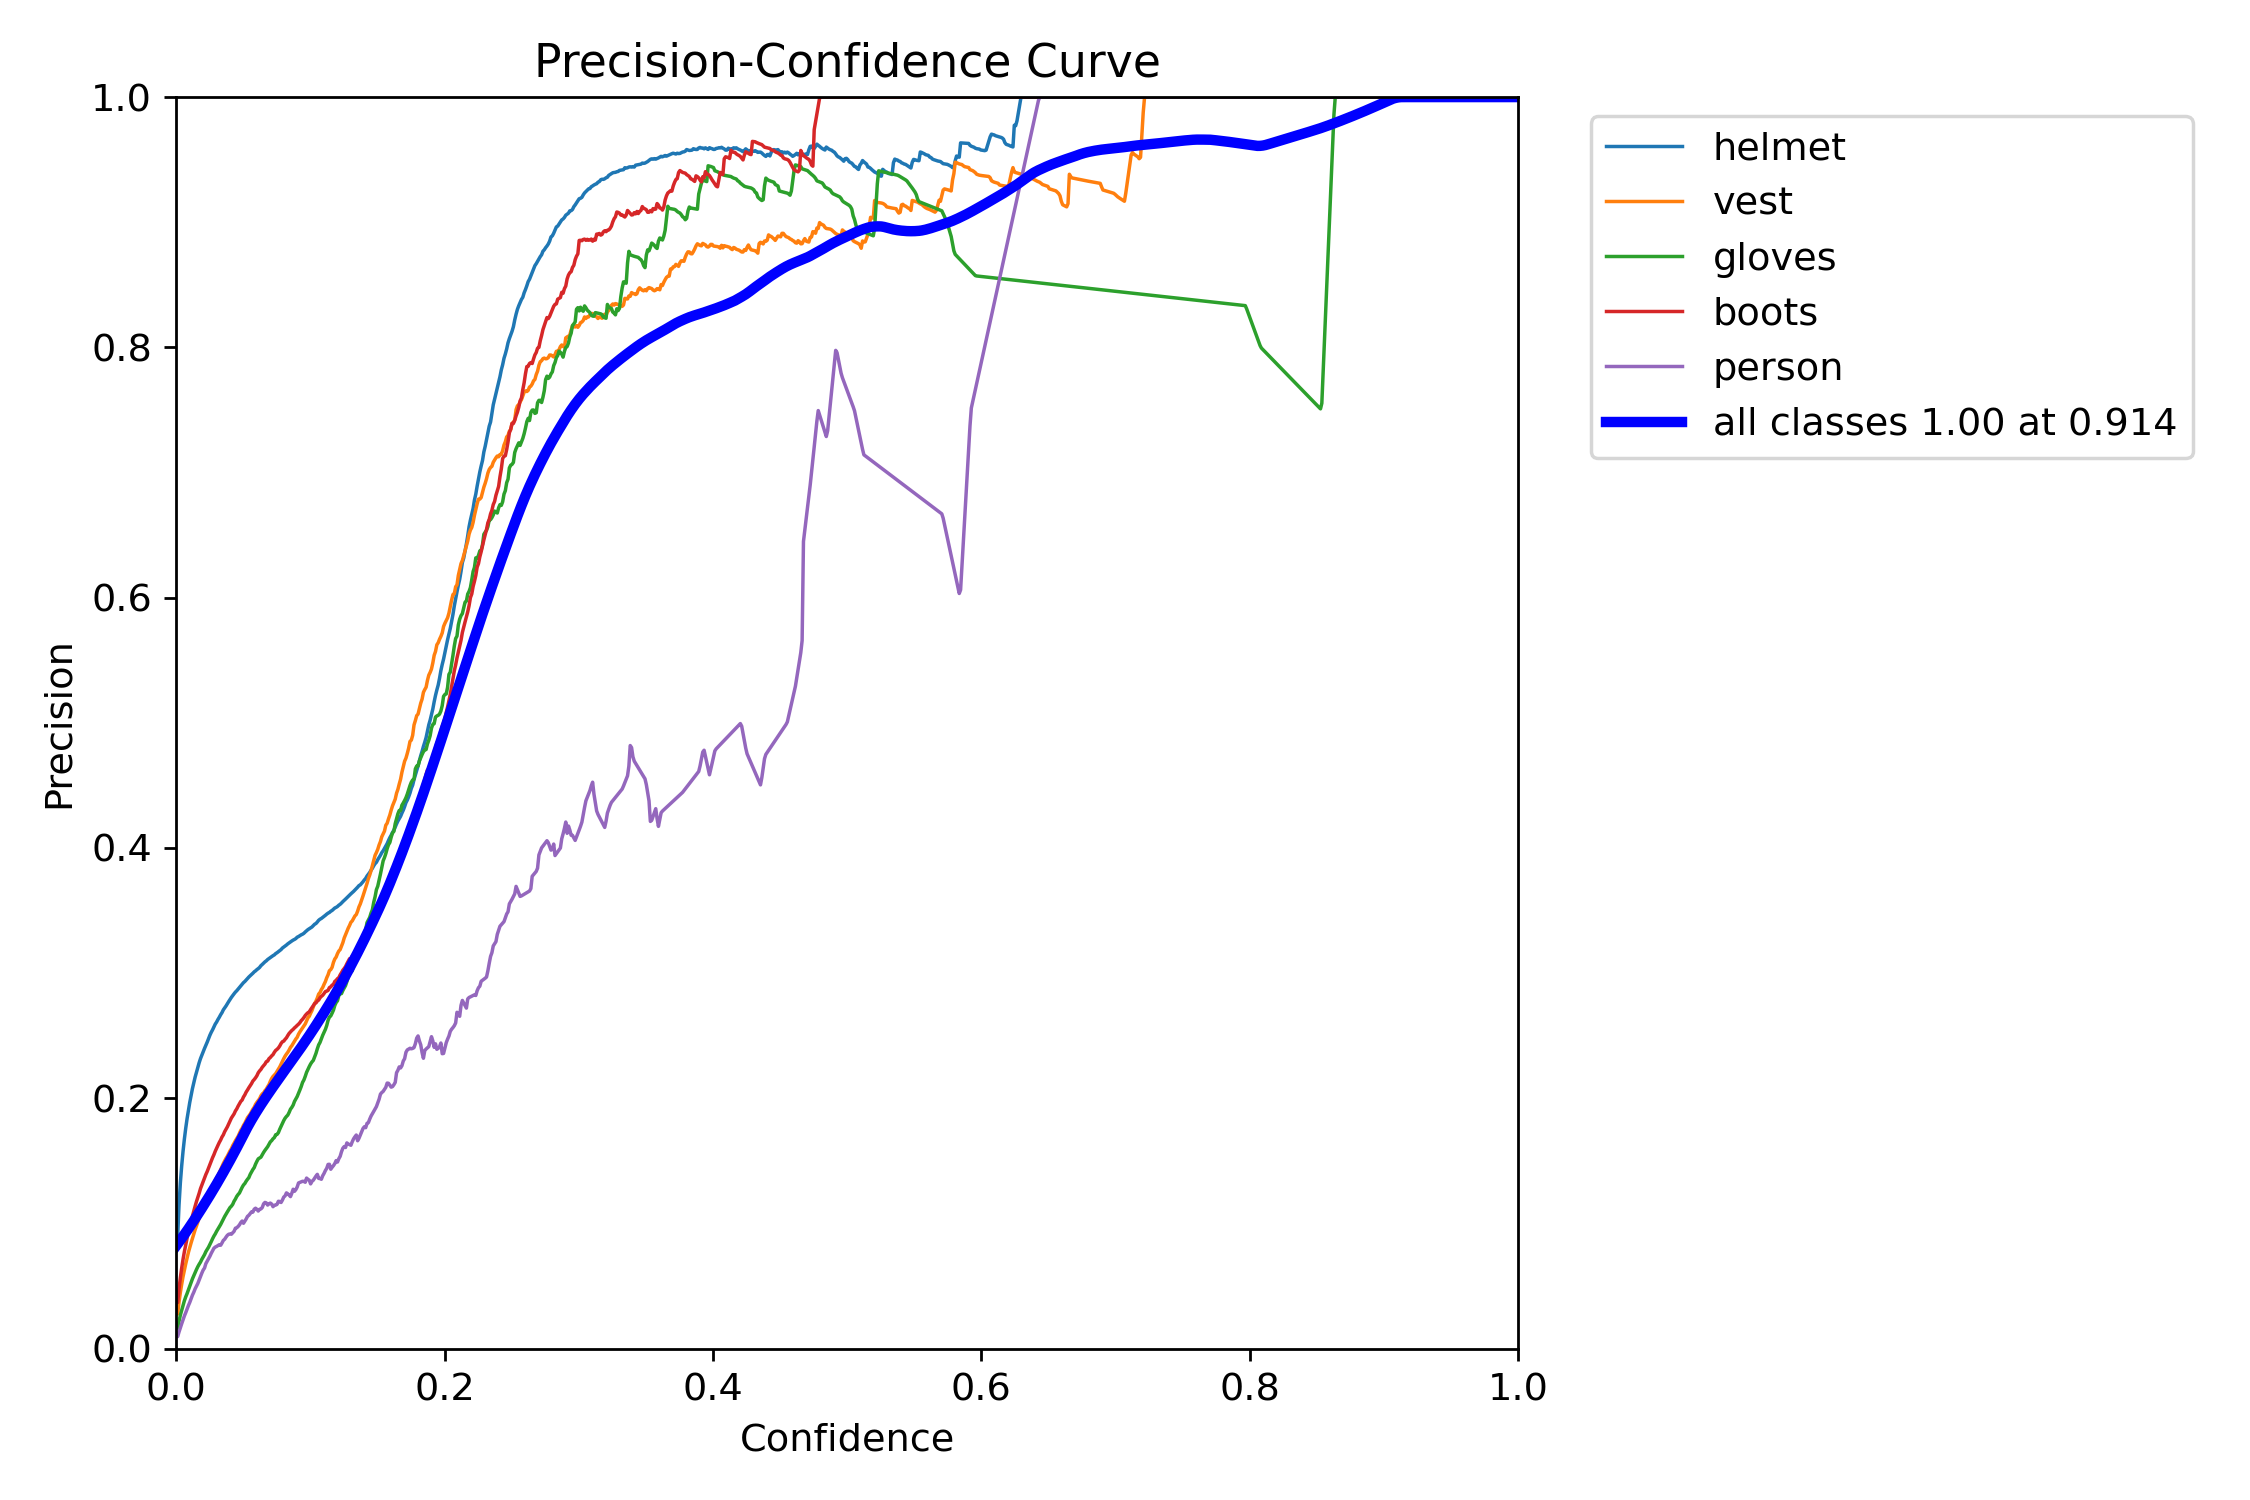 Precision-Confidence Curve
1.0
0.8
0.6
0.4
0.2
0.0
Precision
0.0 0.2 0.4 0.6 0.8 1.0
Confidence
helmet
vest
gloves
boots
person
all classes 1.00 at 0.914